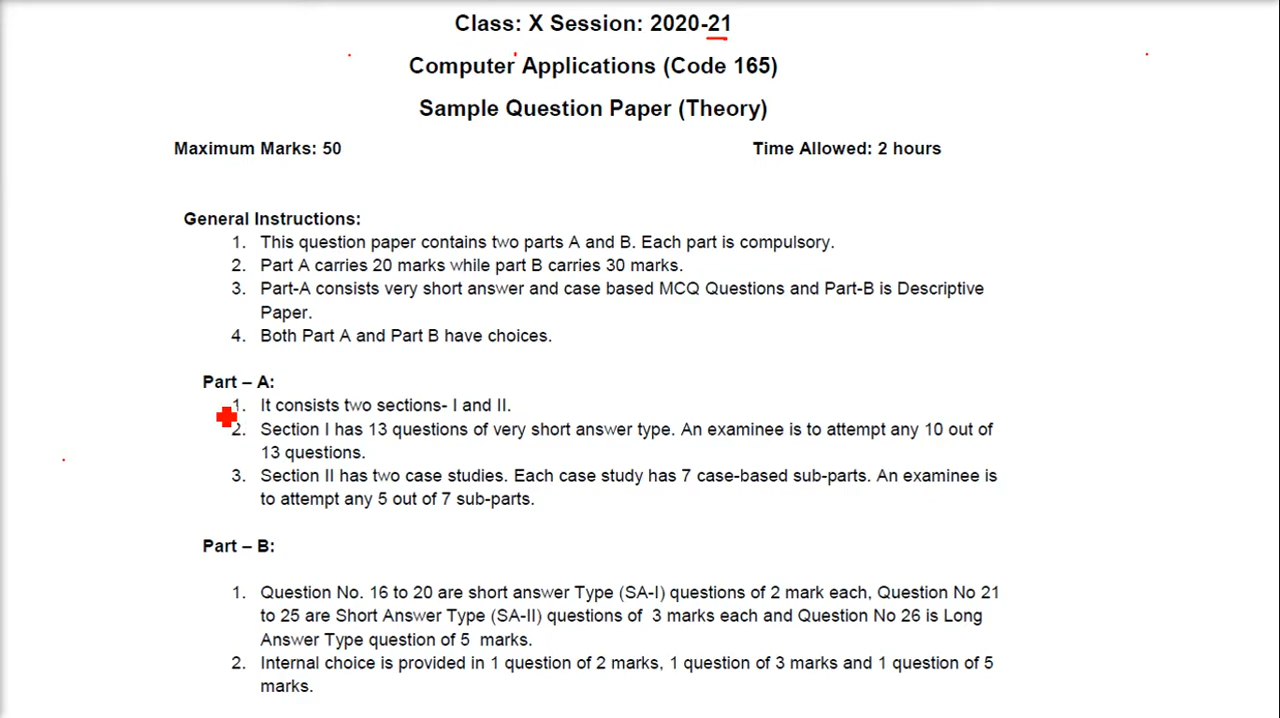 Class: X Session: 2020-21
Computer Applications (Code 165)
Sample Question Paper (Theory)
Maximum Marks: 50 Time Allowed: 2 hours
General Instructions:
1. This question paper contains two parts A and B. Each part is compulsory.
2. Part A carries 20 marks while part B carries 30 marks.
3. Part-A consists very short answer and case based MCQ Questions and Part-B is Descriptive
Paper.
4. Both Part A and Part B have choices.
Part – A:
1. It consists two sections- I and II.
2. Section I has 13 questions of very short answer type. An examinee is to attempt any 10 out of
13 questions.
3. Section II has two case studies. Each case study has 7 case-based sub-parts. An examinee is
to attempt any 5 out of 7 sub-parts.
Part – B:
1. Question No. 16 to 20 are short answer Type (SA-I) questions of 2 mark each, Question No 21
to 25 are Short Answer Type (SA-II) questions of 3 marks each and Question No 26 is Long
Answer Type question of 5 marks.
2. Internal choice is provided in 1 question of 2 marks, 1 question of 3 marks and 1 question of 5
marks.